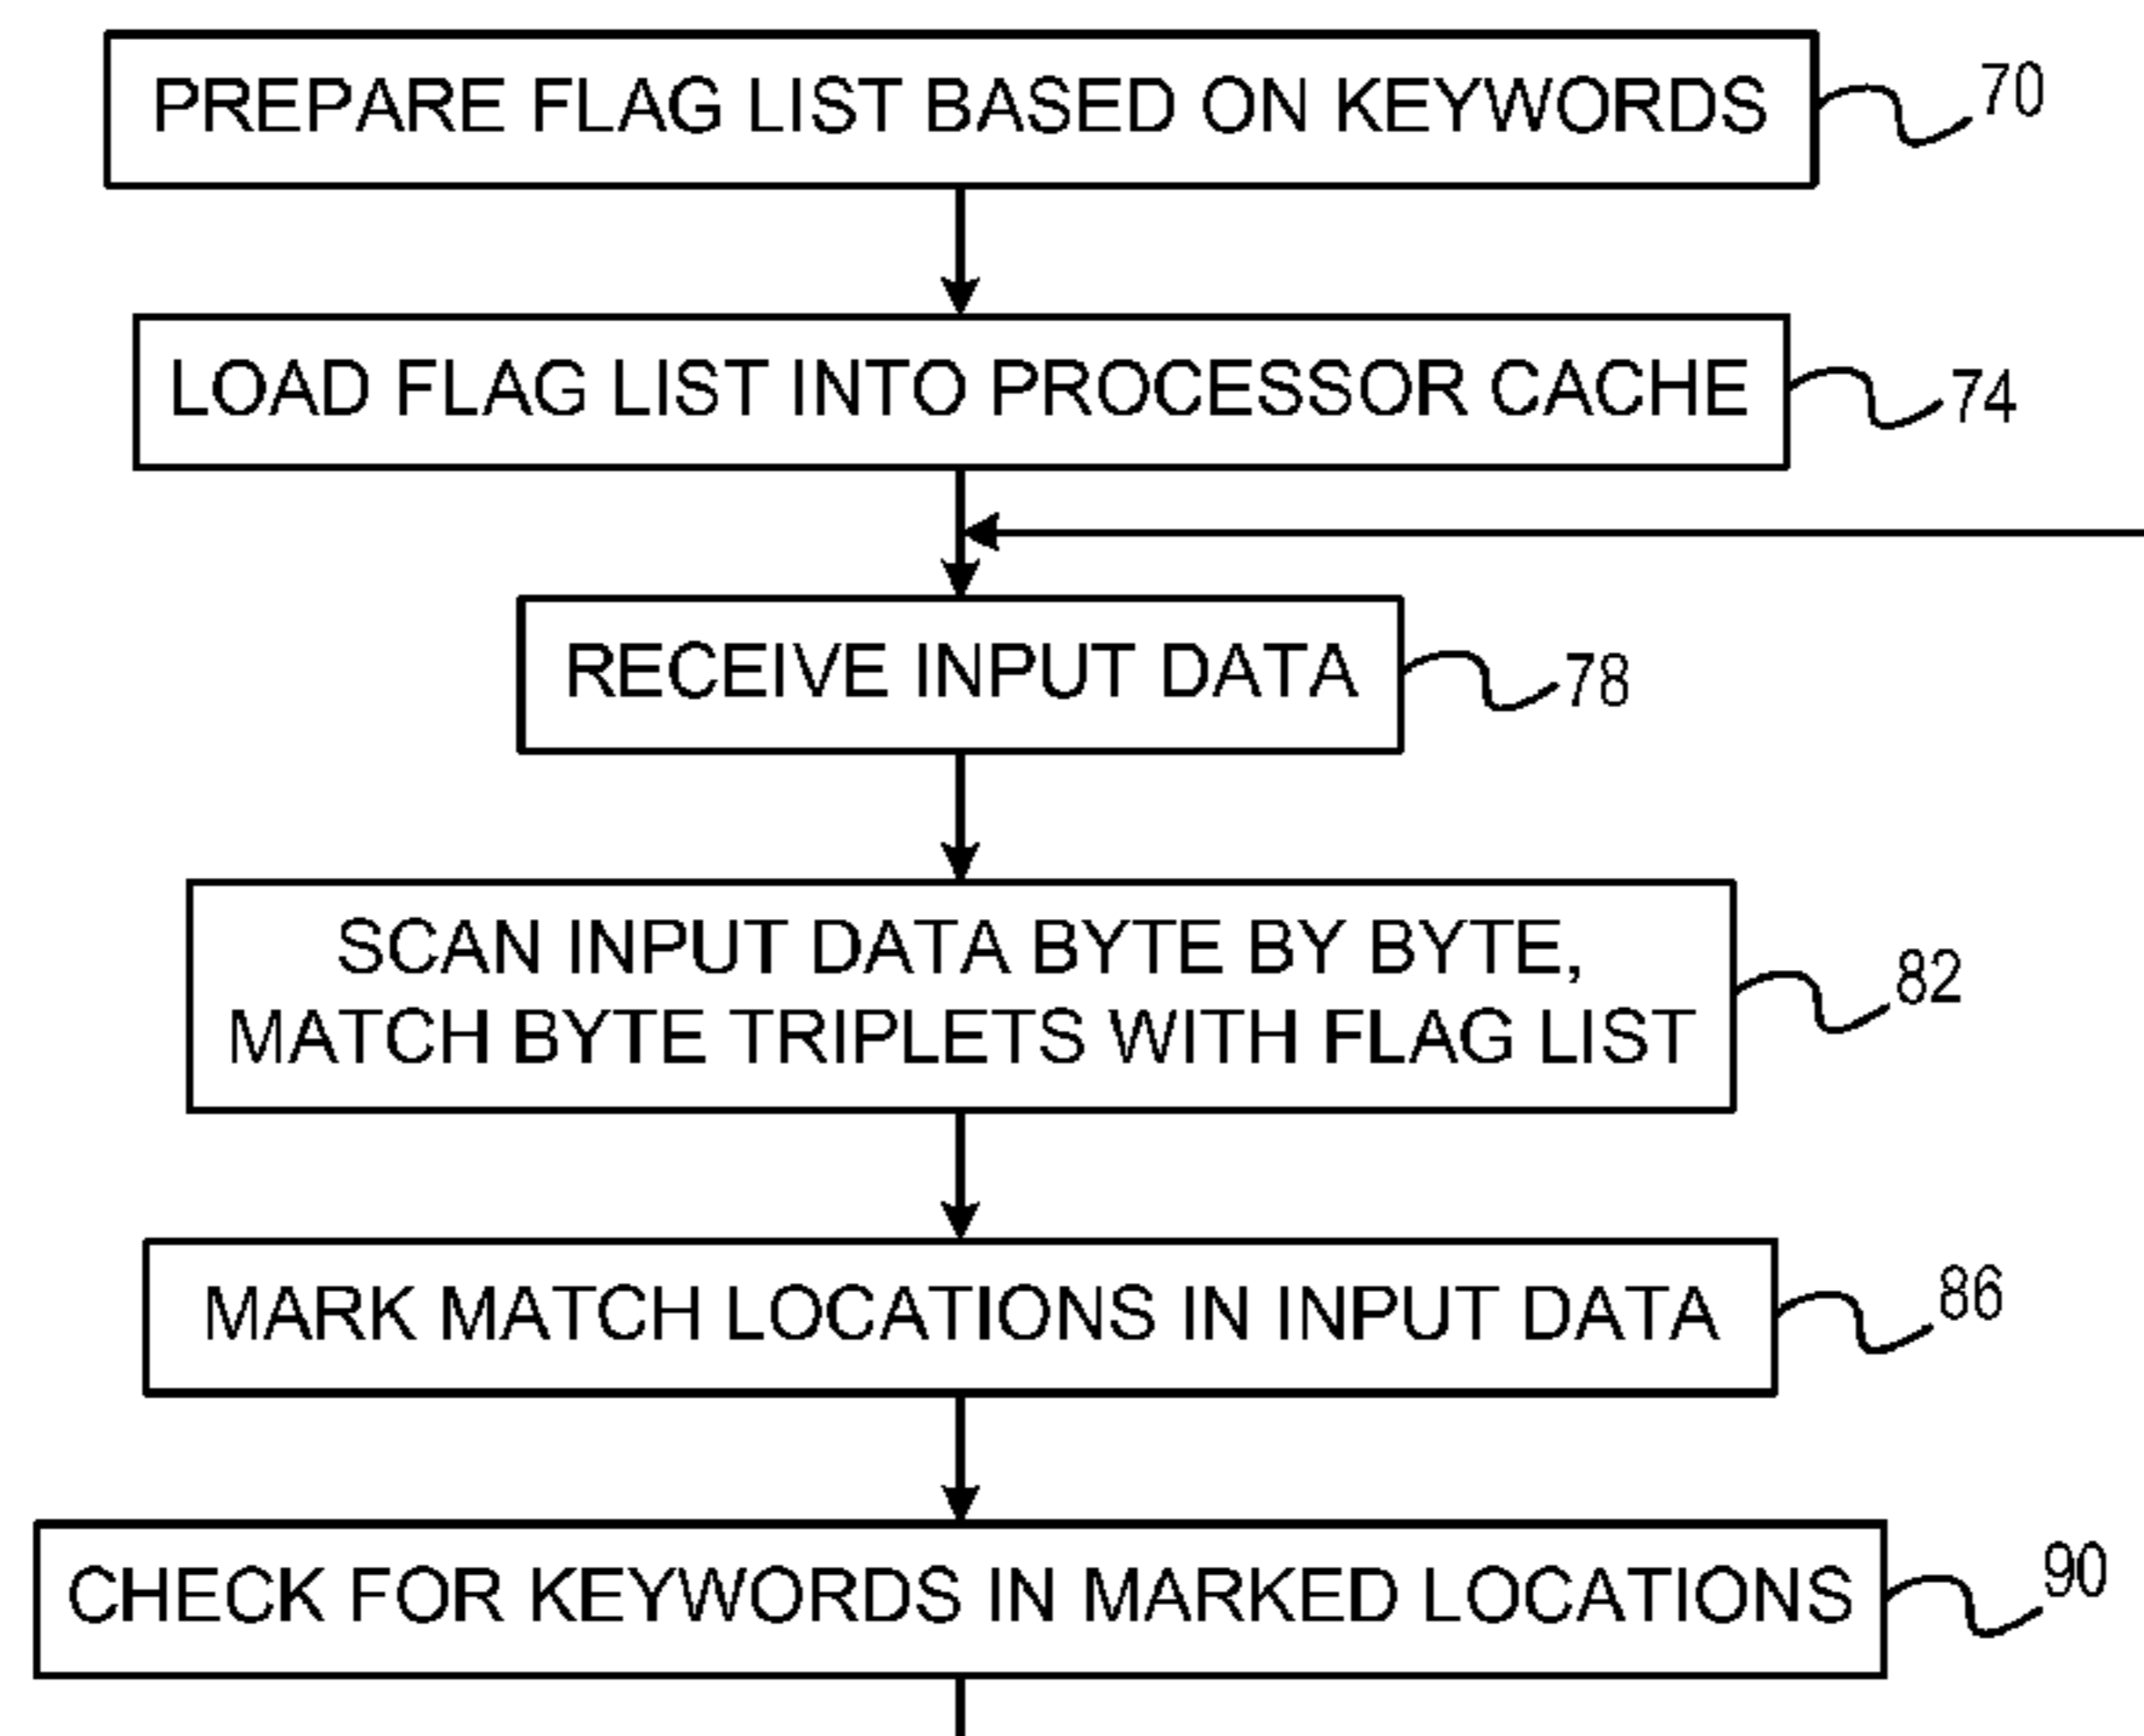 PREPARE FLAG LIST BASED ON KEYWORDS
70
LOAD FLAG LIST INTO PROCESSOR CACHE
74
RECEIVE INPUT DATA
78
SCAN INPUT DATA BYTE BY BYTE,
MATCH BYTE TRIPLETS WITH FLAG LIST
82
MARK MATCH LOCATIONS IN INPUT DATA
86
CHECK FOR KEYWORDS IN MARKED LOCATIONS
90